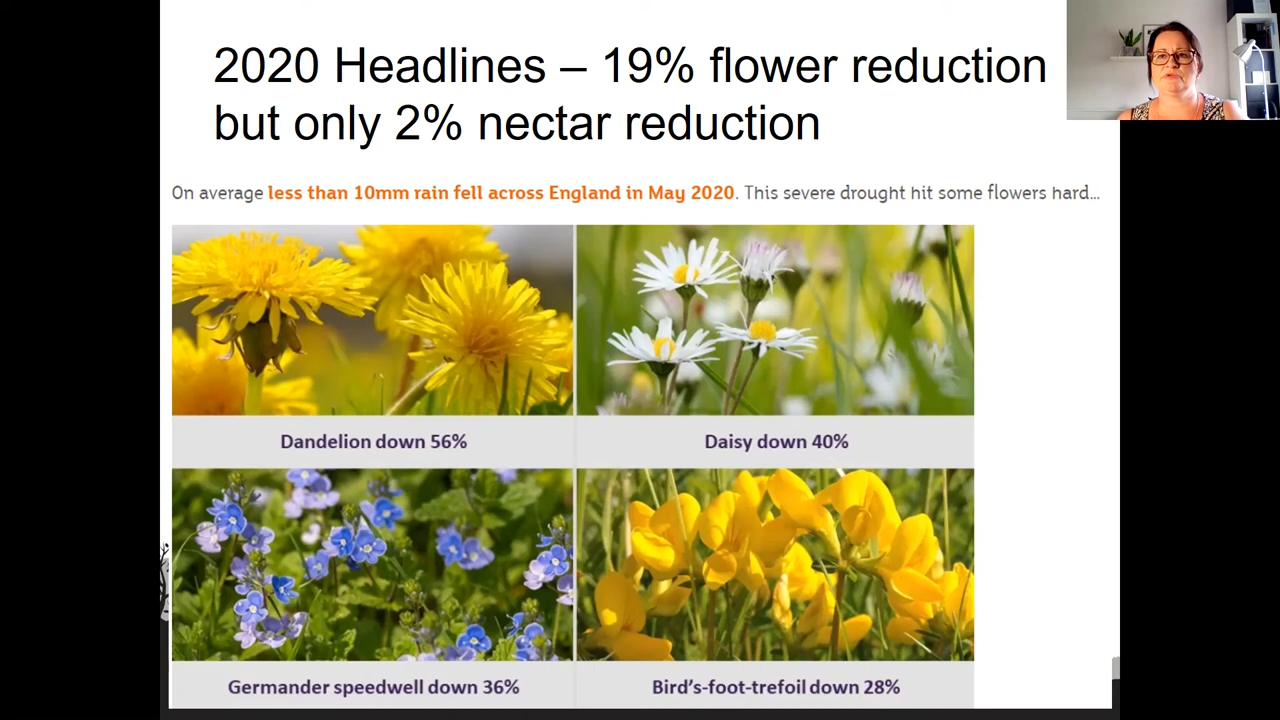 2020 Headlines – 19% flower reduction
but only 2% nectar reduction
On average less than 10mm rain fell across England in May 2020. This severe drought hit some flowers hard...
Dandelion down 56%
Daisy down 40%
Germander speedwell down 36%
Bird’s-foot-trefoil down 28%